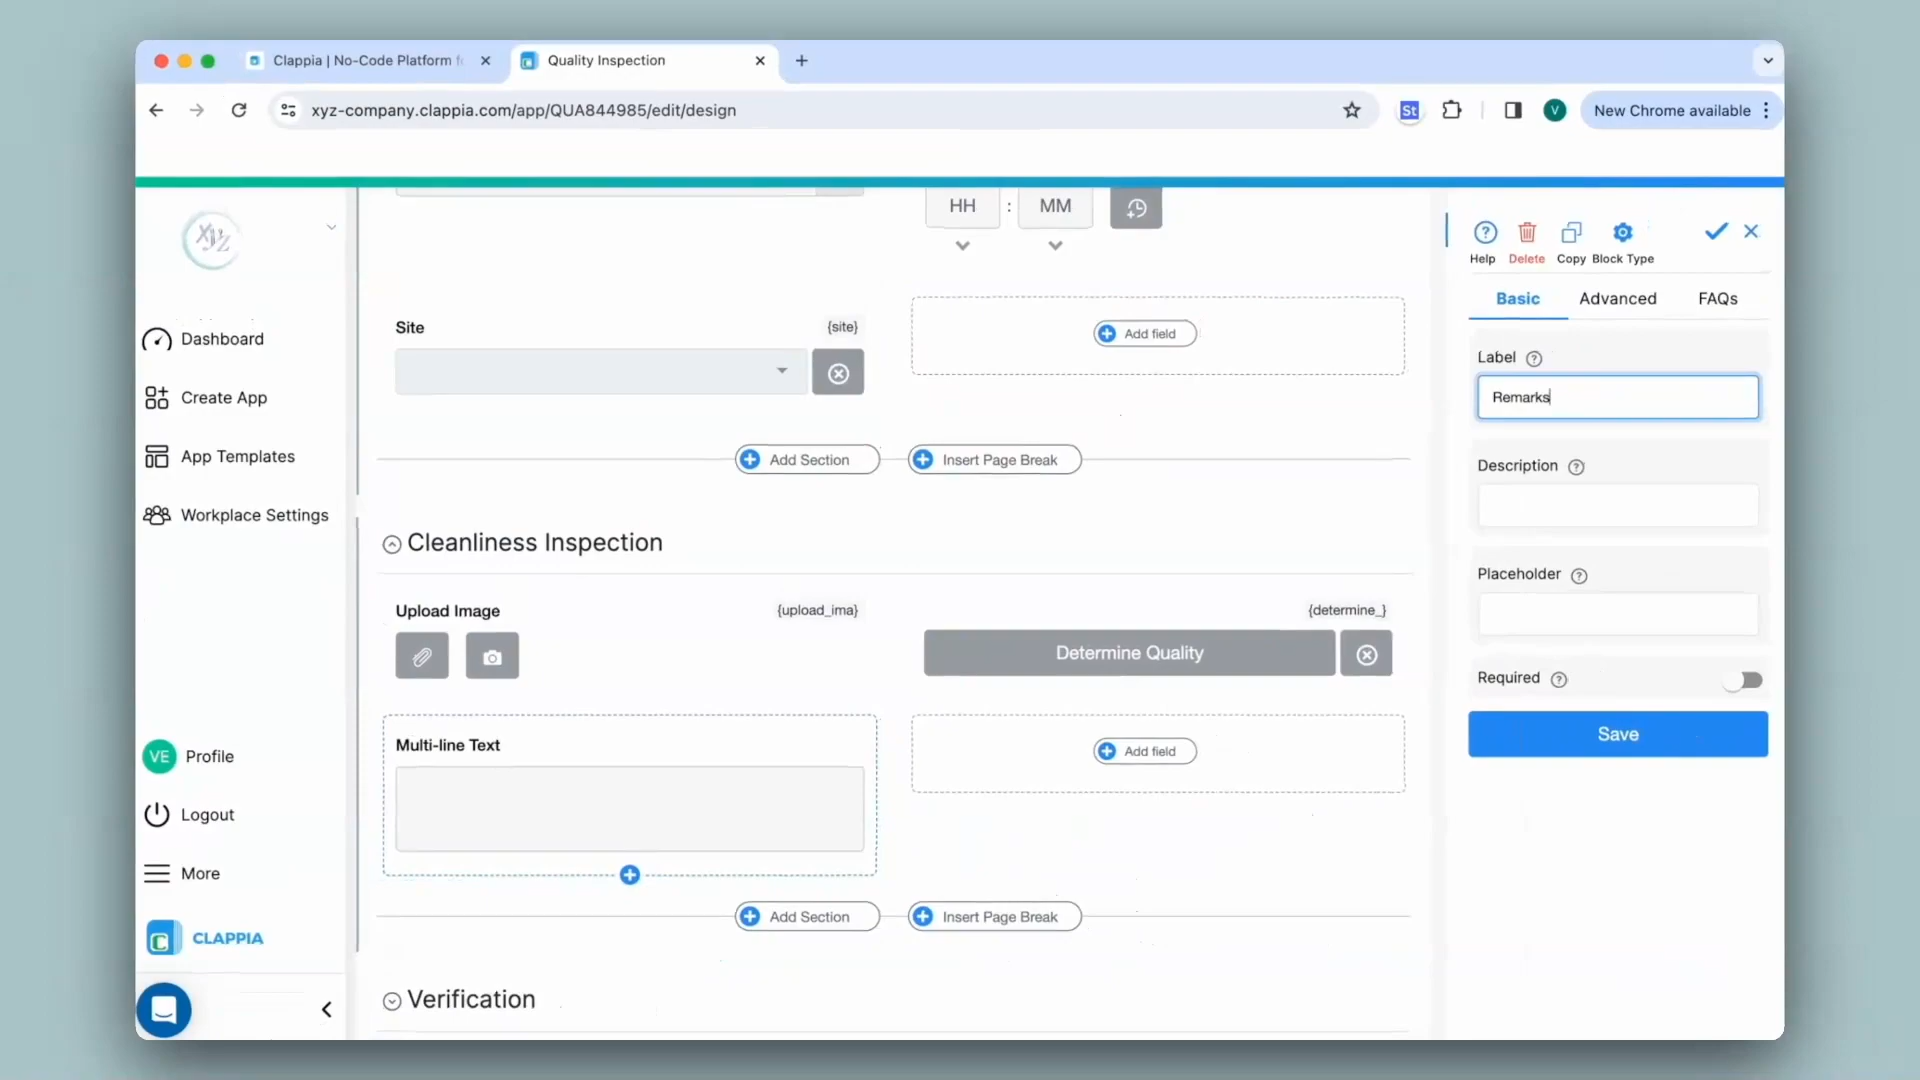 Clappia | No-Code Platform f
Quality Inspection
xyz-company.clappia.com/app/QUA844985/edit/design
St
V
New Chrome available
XYZ
Dashboard
Create App
App Templates
Workplace Settings
VE Profile
Logout
More
CLAPPIA
HH : MM
Site {site}
Add field
Add Section
Insert Page Break
Cleanliness Inspection
Upload Image {upload_ima}
{determine_}
Determine Quality
Multi-line Text
Add field
Add Section
Insert Page Break
Verification
Help Delete Copy Block Type
Basic Advanced FAQs
Label
Remarks
Description
Placeholder
Required
Save